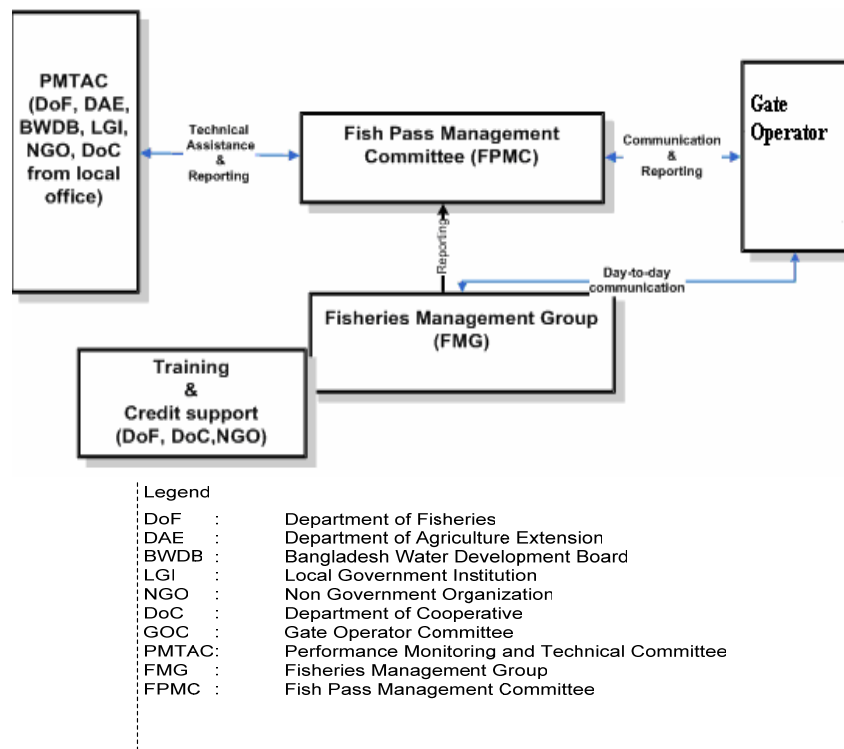 PMTAC
(DoF, DAE,
BWDB, LGI,
NGO, DoC
from local
office)
Technical
Assistance
&
Reporting
Fish Pass Management
Committee (FPMC)
Communication
&
Reporting
Gate
Operator
Reporting
Day-to-day
communication
Fisheries Management Group
(FMG)
Training
&
Credit support
(DoF, DoC,NGO)
Legend
DoF : Department of Fisheries
DAE : Department of Agriculture Extension
BWDB : Bangladesh Water Development Board
LGI : Local Government Institution
NGO : Non Government Organization
DoC : Department of Cooperative
GOC : Gate Operator Committee
PMTAC: Performance Monitoring and Technical Committee
FMG : Fisheries Management Group
FPMC : Fish Pass Management Committee